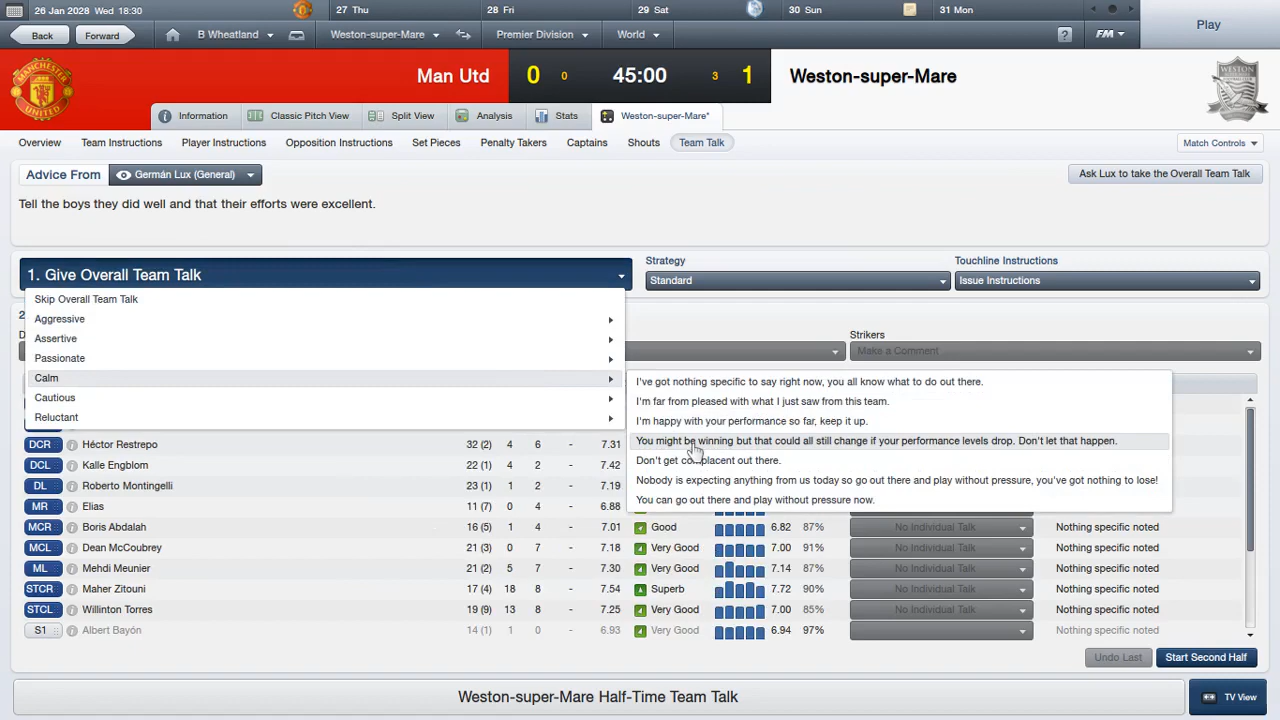 26 Jan 2028 Wed 18:30 27 Thu 28 Fri 29 Sat 30 Sun 31 Mon
Back Forward B Wheatland Weston-super-Mare Premier Division World ? FM Play
Man Utd 0 0 45:00 3 1 Weston-super-Mare
Information Classic Pitch View Split View Analysis Stats Weston-super-Mare*
Overview Team Instructions Player Instructions Opposition Instructions Set Pieces Penalty Takers Captains Shouts Team Talk Match Controls
Advice From Germán Lux (General) Ask Lux to take the Overall Team Talk
Tell the boys they did well and that their efforts were excellent.
1. Give Overall Team Talk
Strategy
Standard
Touchline Instructions
Issue Instructions
Skip Overall Team Talk
Aggressive
Assertive
Passionate
Calm
Cautious
Reluctant
Strikers
Make a Comment
I've got nothing specific to say right now, you all know what to do out there.
I'm far from pleased with what I just saw from this team.
I'm happy with your performance so far, keep it up.
You might be winning but that could all still change if your performance levels drop. Don't let that happen.
Don't get complacent out there.
Nobody is expecting anything from us today so go out there and play without pressure, you've got nothing to lose!
You can go out there and play without pressure now.
DCR Héctor Restrepo 32 (2) 4 6 - 7.31
DCL Kalle Engblom 22 (1) 4 2 - 7.42
DL Roberto Montingelli 23 (1) 1 2 - 7.19
MR Elias 11 (7) 0 4 - 6.88
MCR Boris Abdalah 16 (5) 1 4 - 7.01 Good 6.82 87% No Individual Talk Nothing specific noted
MCL Dean McCoubrey 21 (3) 0 7 - 7.18 Very Good 7.00 91% No Individual Talk Nothing specific noted
ML Mehdi Meunier 21 (2) 5 7 - 7.30 Very Good 7.14 87% No Individual Talk Nothing specific noted
STCR Maher Zitouni 17 (4) 18 8 - 7.54 Superb 7.72 90% No Individual Talk Nothing specific noted
STCL Willinton Torres 19 (9) 13 8 - 7.25 Very Good 7.00 85% No Individual Talk Nothing specific noted
S1 Albert Bayón 14 (1) 1 0 - 6.93 Very Good 6.94 97% Nothing specific noted
Undo Last Start Second Half
Weston-super-Mare Half-Time Team Talk TV View